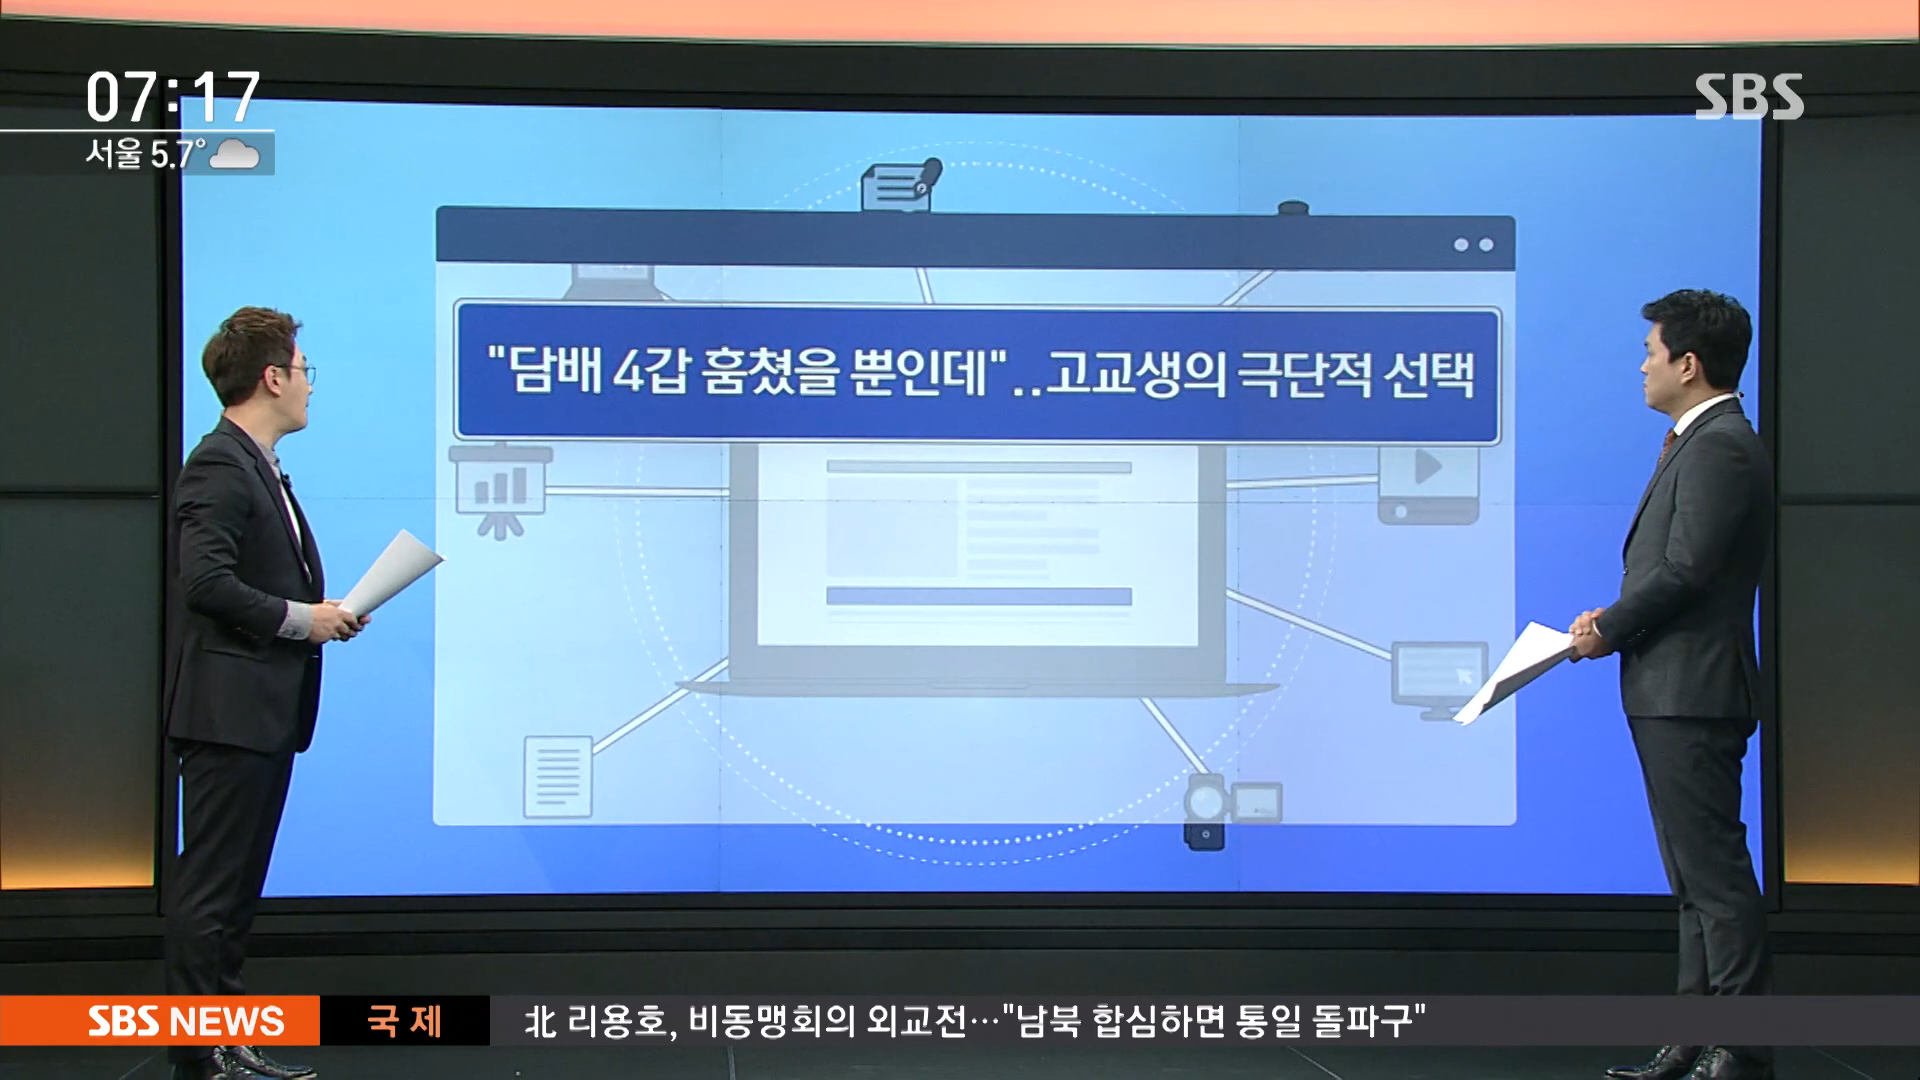 07:17
서울 5.7°
SBS
"담배 4갑 훔쳤을 뿐인데"..고교생의 극단적 선택
SBS NEWS 국제 北 리용호, 비동맹회의 외교전…"남북 합심하면 통일 돌파구"